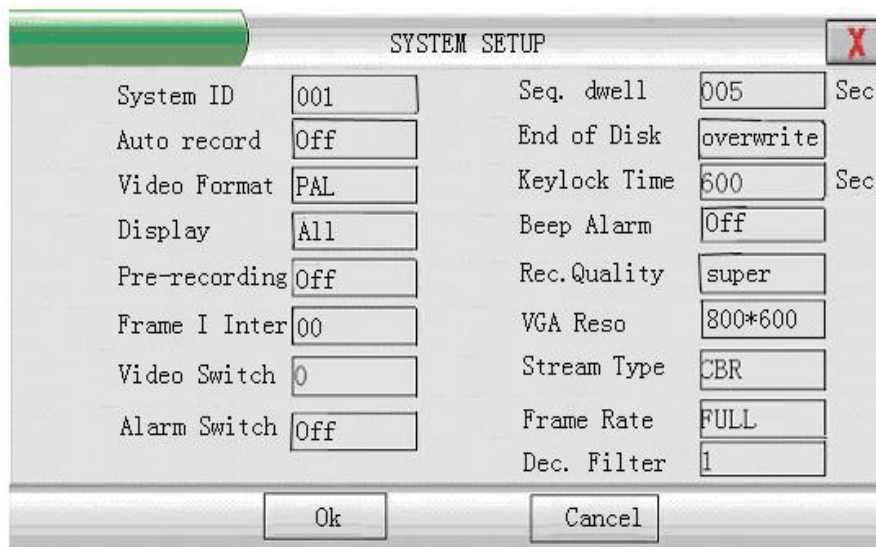 SYSTEM SETUP
X
System ID 001
Seq. dwell 005 Sec
Auto record Off
End of Disk overwrite
Video Format PAL
Keylock Time 600 Sec
Display All
Beep Alarm Off
Pre-recording Off
Rec.Quality super
Frame I Inter 00
VGA Reso 800*600
Video Switch 0
Stream Type CBR
Alarm Switch Off
Frame Rate FULL
Dec. Filter 1
Ok Cancel